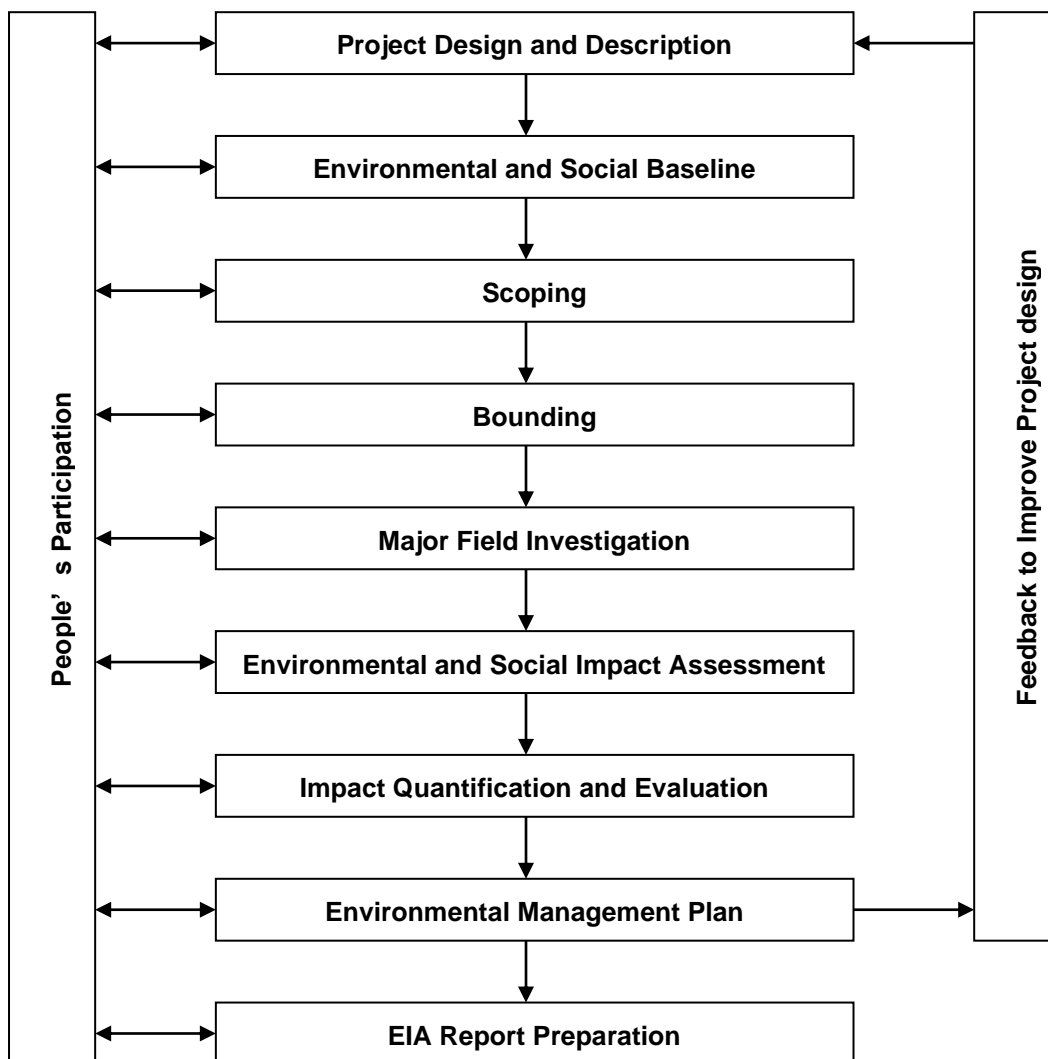 Project Design and Description
Environmental and Social Baseline
Scoping
Bounding
Major Field Investigation
Environmental and Social Impact Assessment
Impact Quantification and Evaluation
Environmental Management Plan
EIA Report Preparation
People’ s Participation
Feedback to Improve Project design